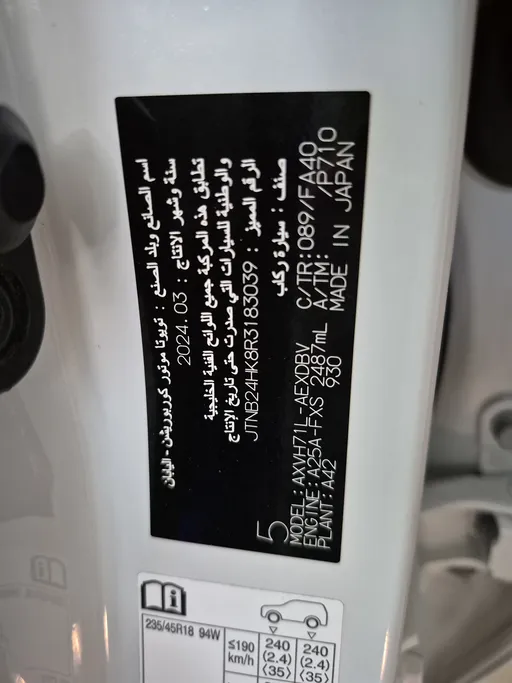 اسم الصانع وبلد الصنع : تويوتا موتور كوربوريشن - اليابان
سنة وشهر الانتاج : 2024.03
تطابق هذه المركبة جميع اللوائح الفنية الخليجية
والوطنية للسيارات التي صدرت حتى تاريخ الإنتاج
الرقم المميز : JTNB24HK8R3183039
صنف : سيارة ركاب
5
MODEL: AXVH71L-AEXDBV C/TR: 089/FA40
ENGINE: A25A-FXS 2487mL A/TM: /P710
PLANT: A42 930 MADE IN JAPAN
235/45R18 94W
≤190 km/h
240 (2.4) (35)
240 (2.4) (35)